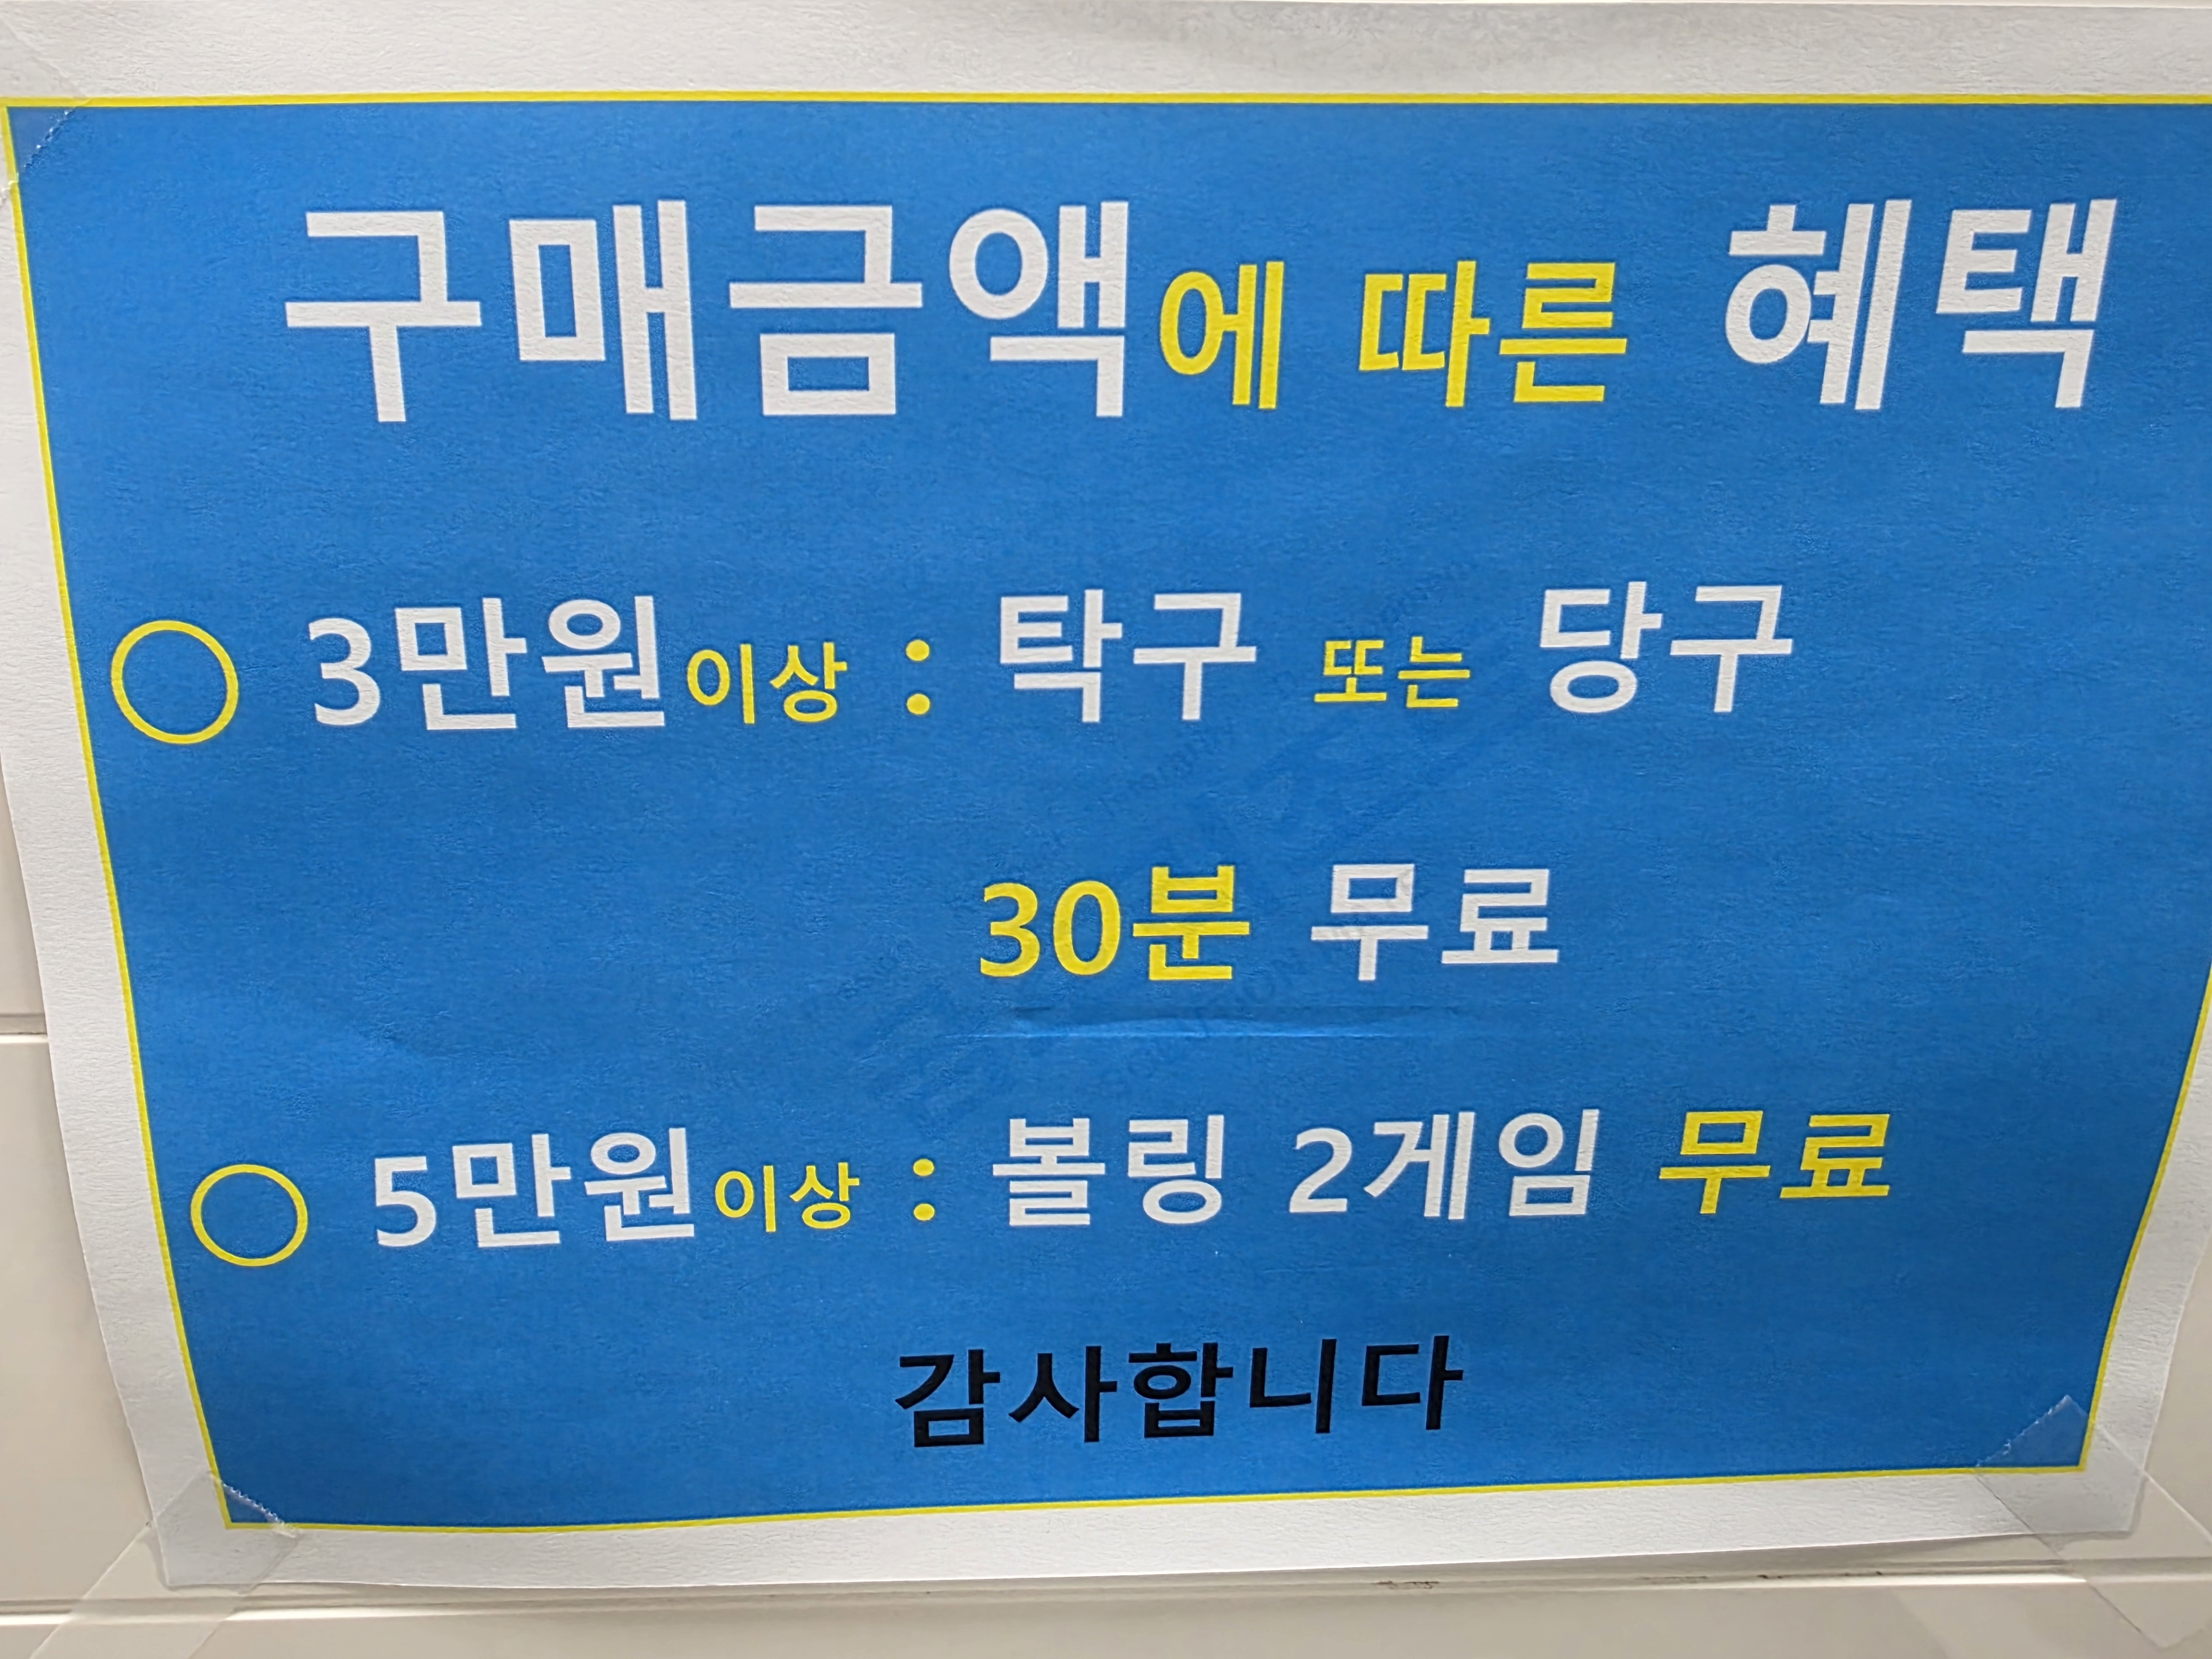 구매금액에 따른 혜택
○ 3만원이상 : 탁구 또는 당구
30분 무료
○ 5만원이상 : 볼링 2게임 무료
감사합니다